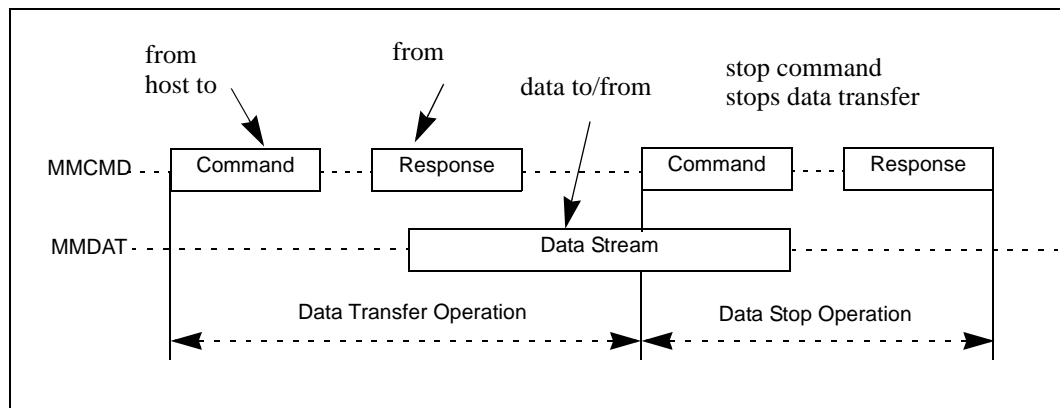 from
host to
from
data to/from
stop command
stops data transfer
MMCMD
Command
Response
Command
Response
MMDAT
Data Stream
Data Transfer Operation
Data Stop Operation